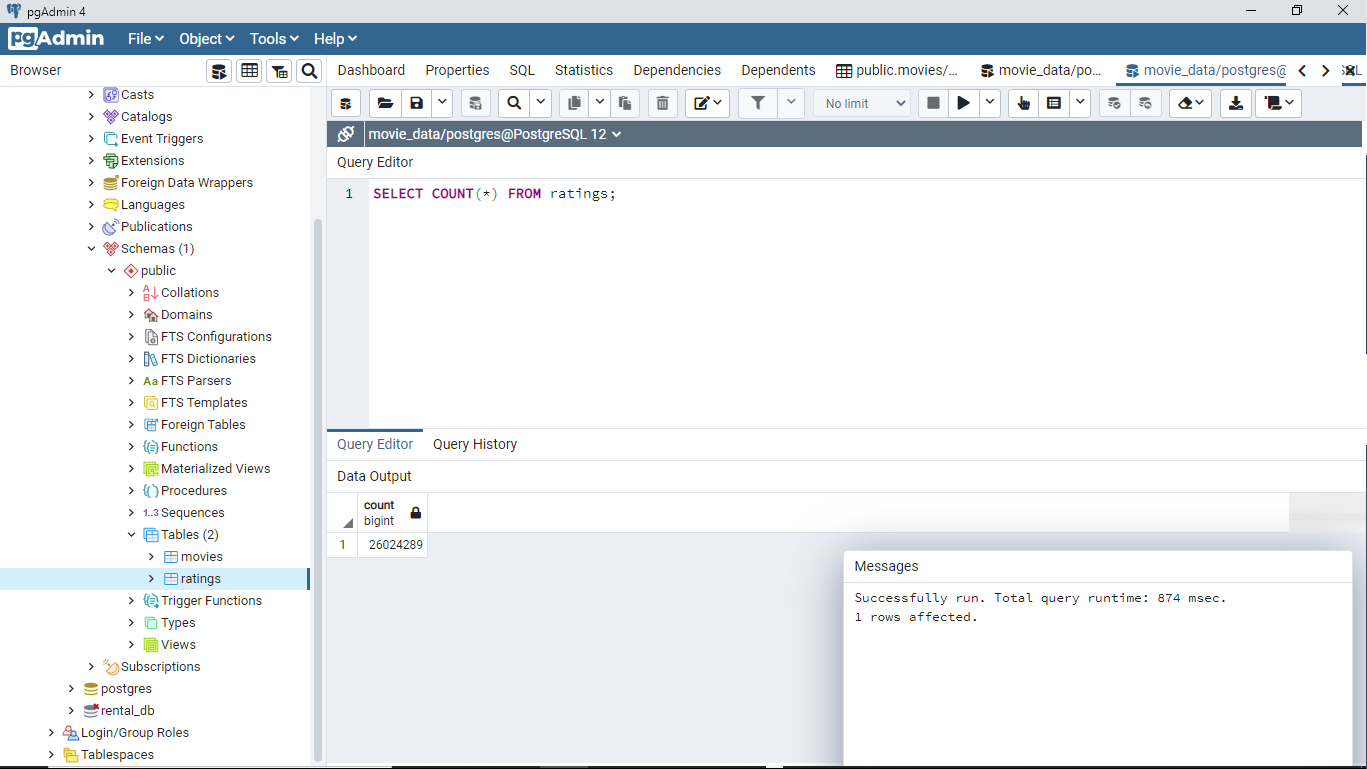 pgAdmin 4
pgAdmin File Object Tools Help
Browser
Dashboard Properties SQL Statistics Dependencies Dependents public.movies/... movie_data/po... movie_data/postgres@
Casts
Catalogs
Event Triggers
Extensions
Foreign Data Wrappers
Languages
Publications
Schemas (1)
public
Collations
Domains
FTS Configurations
FTS Dictionaries
Aa FTS Parsers
FTS Templates
Foreign Tables
Functions
Materialized Views
Procedures
1..3 Sequences
Tables (2)
movies
ratings
Trigger Functions
Types
Views
Subscriptions
postgres
rental_db
Login/Group Roles
Tablespaces
No limit
movie_data/postgres@PostgreSQL 12
Query Editor
1 SELECT COUNT(*) FROM ratings;
Query Editor Query History
Data Output
count
bigint
1 26024289
Messages
Successfully run. Total query runtime: 874 msec.
1 rows affected.